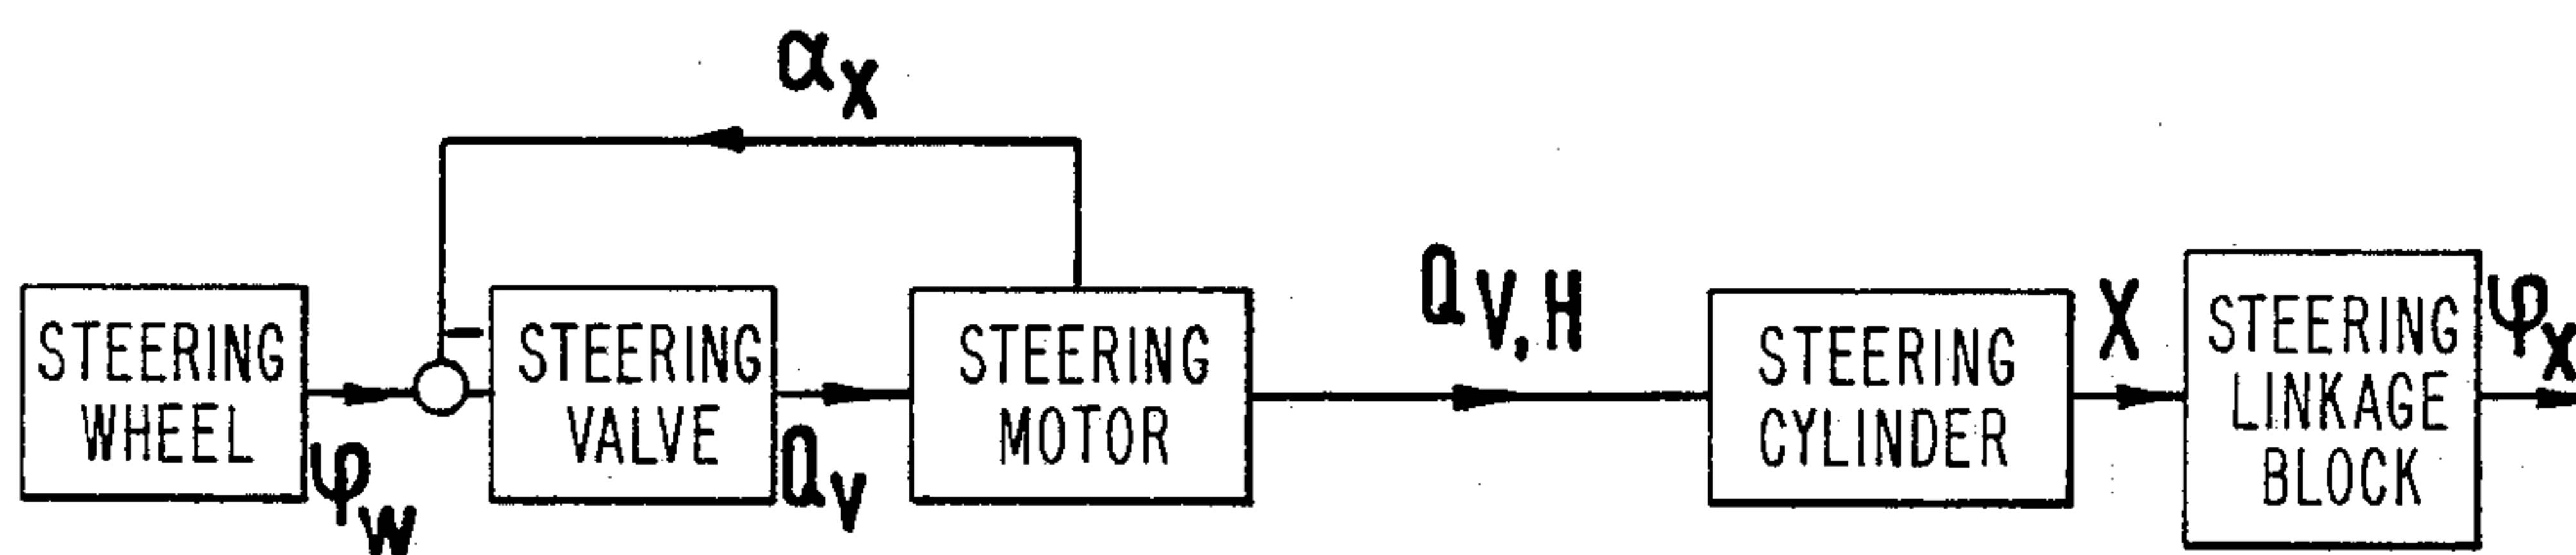 αX
STEERING
WHEEL
φW
-
STEERING
VALVE
QV
STEERING
MOTOR
QV,H
STEERING
CYLINDER
X
STEERING
LINKAGE
BLOCK
φX